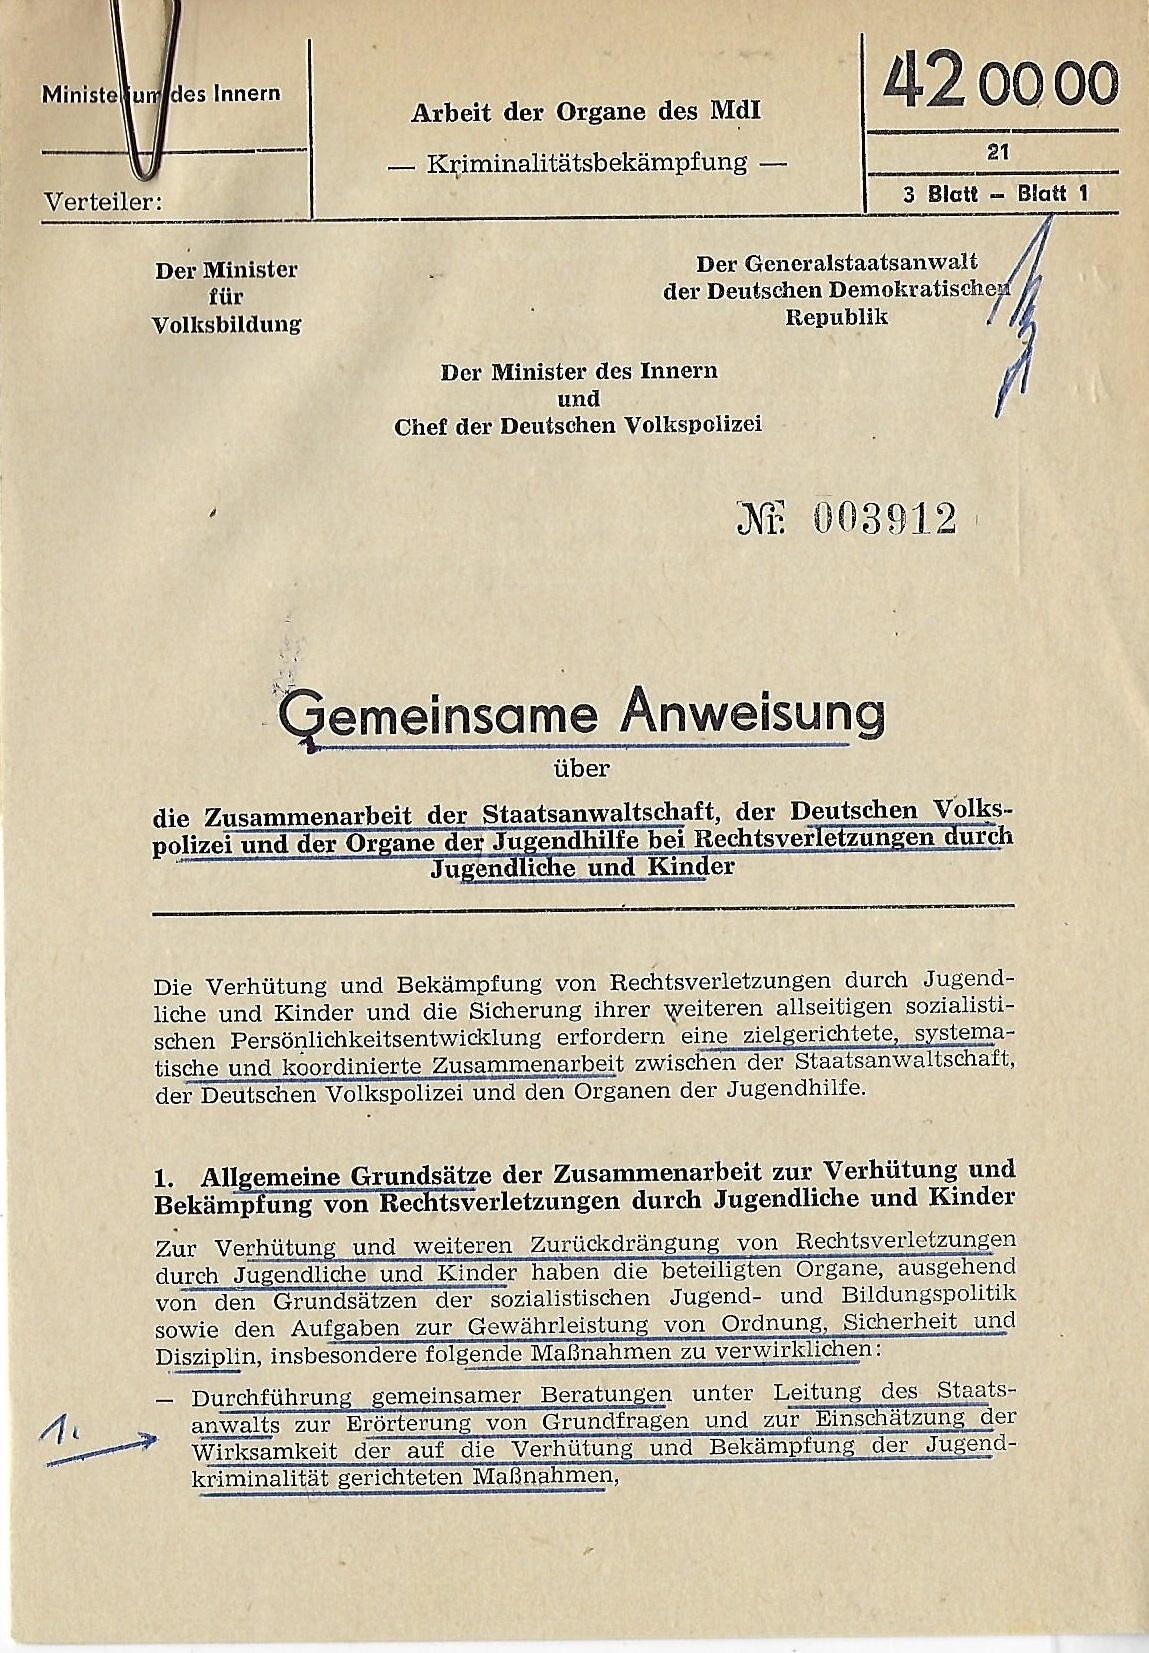 Ministerium des Innern
Verteiler:
Arbeit der Organe des MdI
— Kriminalitätsbekämpfung —
42 00 00
21
3 Blatt – Blatt 1
Der Minister
für
Volksbildung
Der Generalstaatsanwalt
der Deutschen Demokratischen
Republik
Der Minister des Innern
und
Chef der Deutschen Volkspolizei
Nr. 003912
Gemeinsame Anweisung
über
die Zusammenarbeit der Staatsanwaltschaft, der Deutschen Volks-
polizei und der Organe der Jugendhilfe bei Rechtsverletzungen durch
Jugendliche und Kinder
Die Verhütung und Bekämpfung von Rechtsverletzungen durch Jugend-
liche und Kinder und die Sicherung ihrer weiteren allseitigen sozialisti-
schen Persönlichkeitsentwicklung erfordern eine zielgerichtete, systema-
tische und koordinierte Zusammenarbeit zwischen der Staatsanwaltschaft,
der Deutschen Volkspolizei und den Organen der Jugendhilfe.
1. Allgemeine Grundsätze der Zusammenarbeit zur Verhütung und
Bekämpfung von Rechtsverletzungen durch Jugendliche und Kinder
Zur Verhütung und weiteren Zurückdrängung von Rechtsverletzungen
durch Jugendliche und Kinder haben die beteiligten Organe, ausgehend
von den Grundsätzen der sozialistischen Jugend- und Bildungspolitik
sowie den Aufgaben zur Gewährleistung von Ordnung, Sicherheit und
Disziplin, insbesondere folgende Maßnahmen zu verwirklichen:
— Durchführung gemeinsamer Beratungen unter Leitung des Staats-
anwalts zur Erörterung von Grundfragen und zur Einschätzung der
1. Wirksamkeit der auf die Verhütung und Bekämpfung der Jugend-
kriminalität gerichteten Maßnahmen,